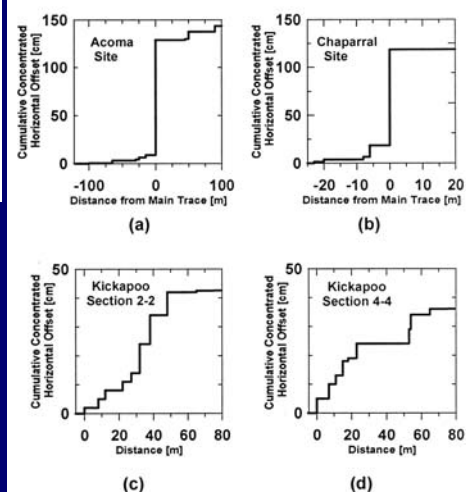 150
100
50
0
Cumulative Concentrated
Horizontal Offset [cm]
Acoma
Site
-100 0 100
Distance from Main Trace [m]
(a)
150
100
50
0
Cumulative Concentrated
Horizontal Offset [cm]
Chaparral
Site
-20 -10 0 10 20
Distance from Main Trace [m]
(b)
50
0
Cumulative Concentrated
Horizontal Offset [cm]
Kickapoo
Section 2-2
0 20 40 60 80
Distance [m]
(c)
50
0
Cumulative Concentrated
Horizontal Offset [cm]
Kickapoo
Section 4-4
0 20 40 60 80
Distance [m]
(d)